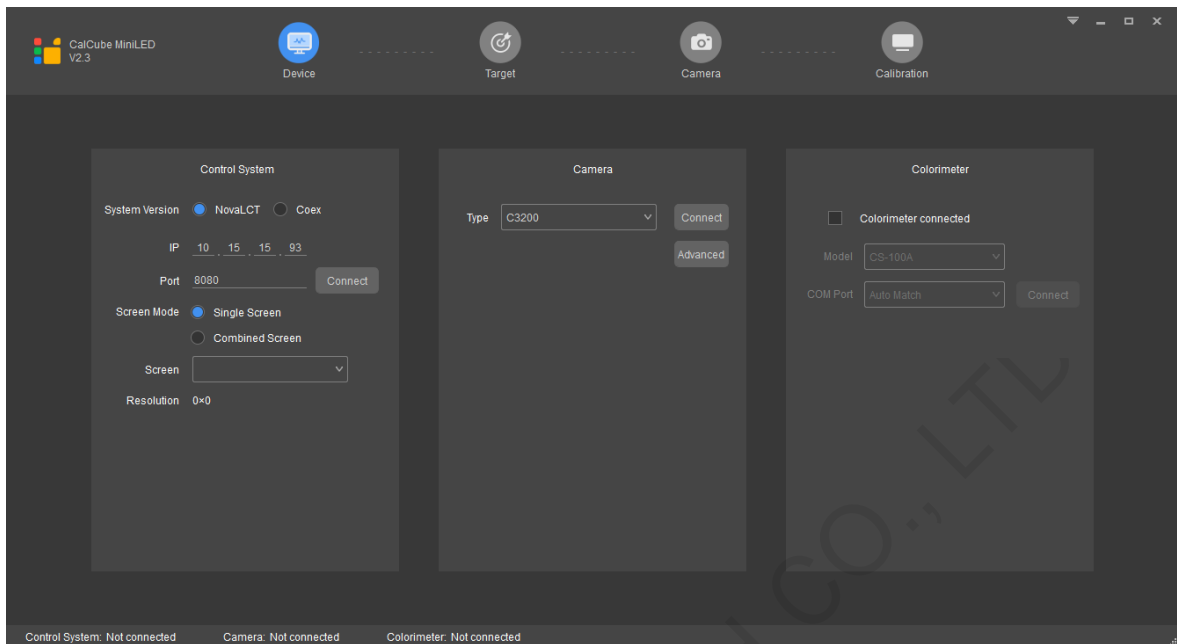 CalCube MiniLED
V2.3
Device
Target
Camera
Calibration
Control System
System Version NovaLCT Coex
IP 10 . 15 . 15 . 93
Port 8080 Connect
Screen Mode Single Screen
Combined Screen
Screen
Resolution 0×0
Camera
Type C3200 Connect
Advanced
Colorimeter
Colorimeter connected
Model CS-100A
COM Port Auto Match Connect
CO., LTD
Control System: Not connected Camera: Not connected Colorimeter: Not connected